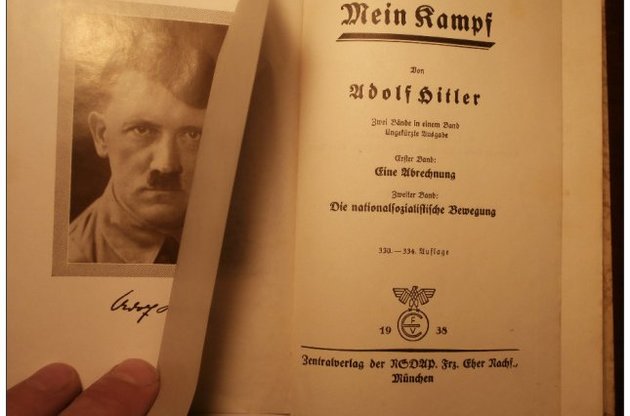 Mein Kampf
Von
Adolf Hitler
Zwei Bände in einem Band
Ungekürzte Ausgabe
Erster Band:
Eine Abrechnung
Zweiter Band:
Die nationalsozialistische Bewegung
330.—334. Auflage
19 38
Zentralverlag der NSDAP. Frz. Eher Nachf.,
München